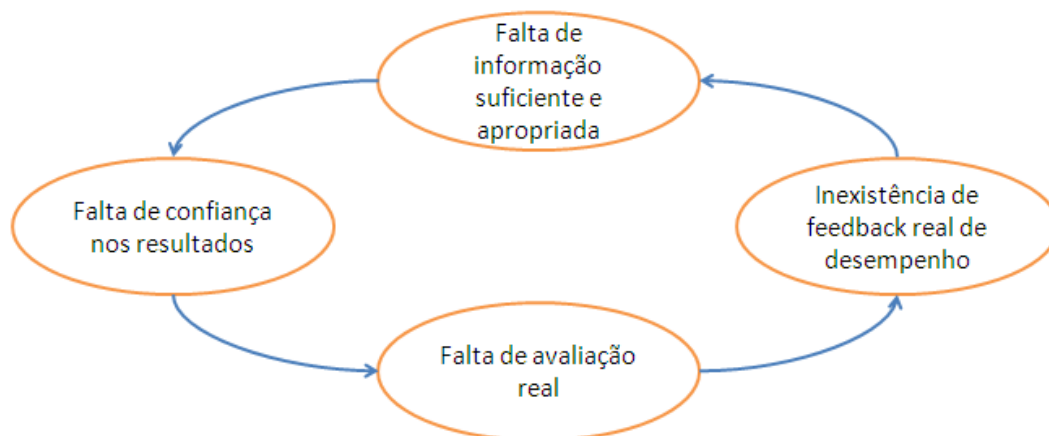 Falta de
informação
suficiente e
apropriada
Falta de confiança
nos resultados
Inexistência de
feedback real de
desempenho
Falta de avaliação
real